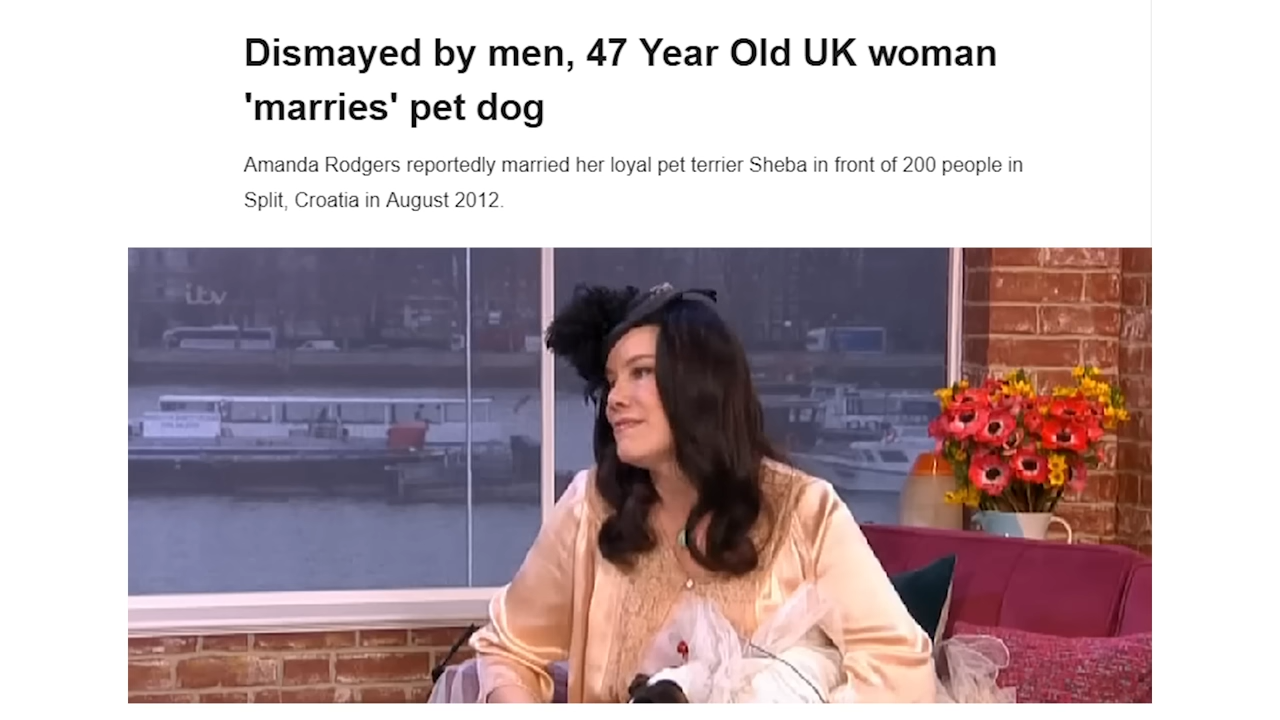 Dismayed by men, 47 Year Old UK woman
'marries' pet dog
Amanda Rodgers reportedly married her loyal pet terrier Sheba in front of 200 people in
Split, Croatia in August 2012.
itv